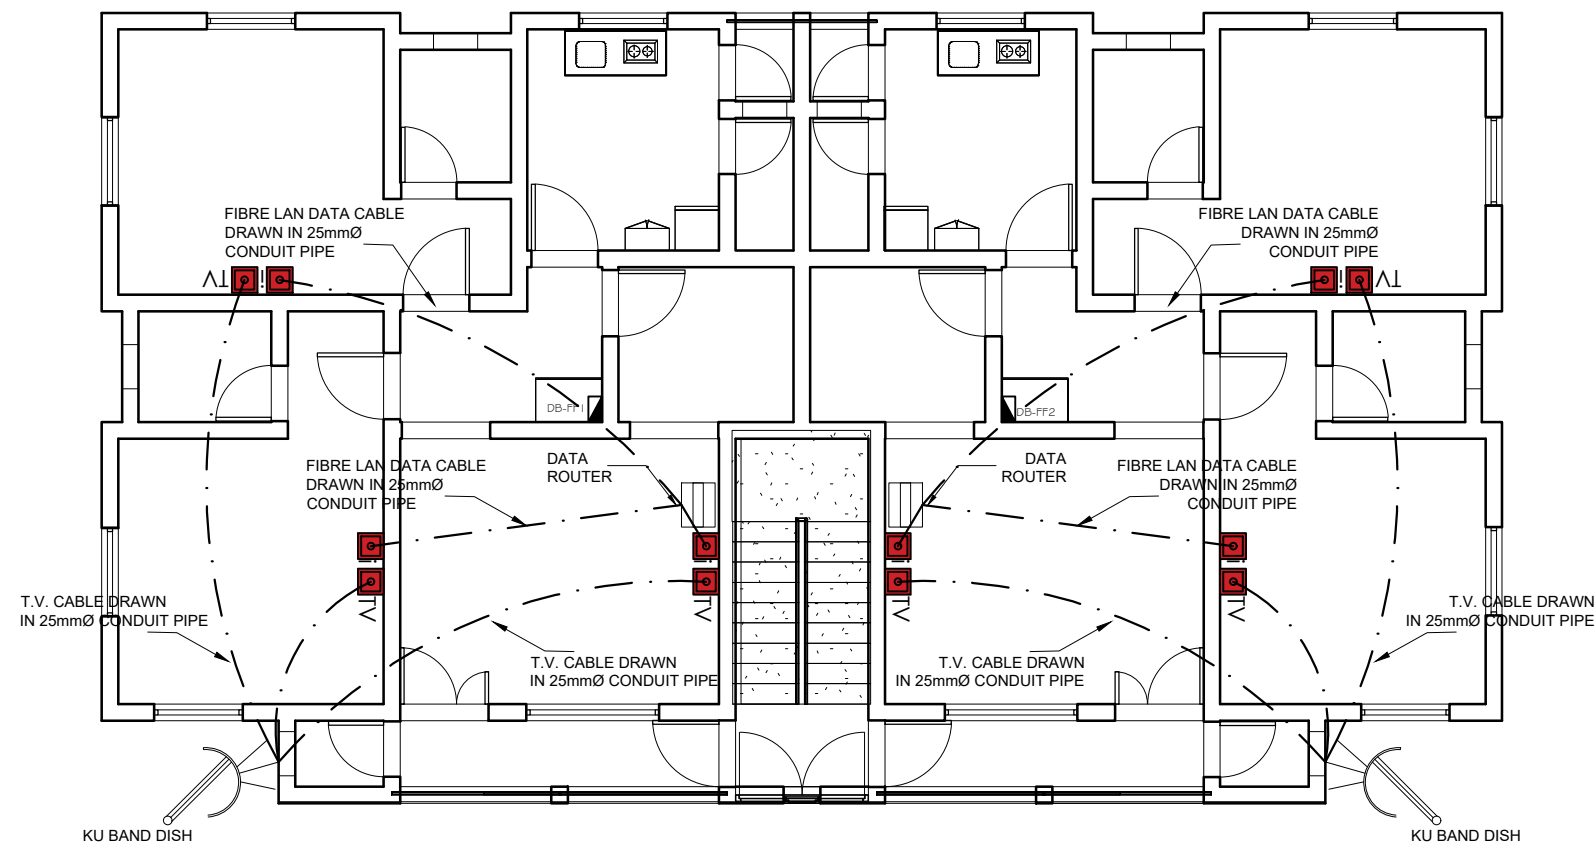 FIBRE LAN DATA CABLE
DRAWN IN 25mmØ
CONDUIT PIPE
FIBRE LAN DATA CABLE
DRAWN IN 25mmØ
CONDUIT PIPE
TV
i
i
TV
DB-FF1
DB-FF2
FIBRE LAN DATA CABLE
DRAWN IN 25mmØ
CONDUIT PIPE
DATA
ROUTER
DATA
ROUTER
FIBRE LAN DATA CABLE
DRAWN IN 25mmØ
CONDUIT PIPE
i
i
i
i
TV
TV
TV
TV
T.V. CABLE DRAWN
IN 25mmØ CONDUIT PIPE
T.V. CABLE DRAWN
IN 25mmØ CONDUIT PIPE
T.V. CABLE DRAWN
IN 25mmØ CONDUIT PIPE
T.V. CABLE DRAWN
IN 25mmØ CONDUIT PIPE
KU BAND DISH
KU BAND DISH